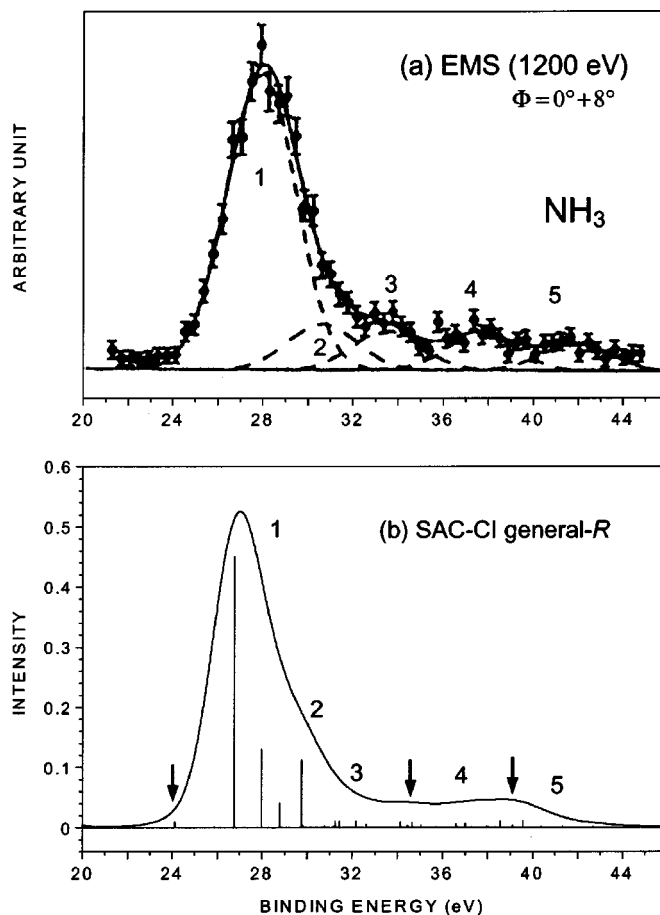 (a) EMS (1200 eV)
Φ=0°+8°
NH₃
ARBITRARY UNIT
1
2
3
4
5
20 24 28 32 36 40 44
(b) SAC-CI general-R
INTENSITY
0.6
0.5
0.4
0.3
0.2
0.1
0
1
2
3
4
5
20 24 28 32 36 40 44
BINDING ENERGY (eV)